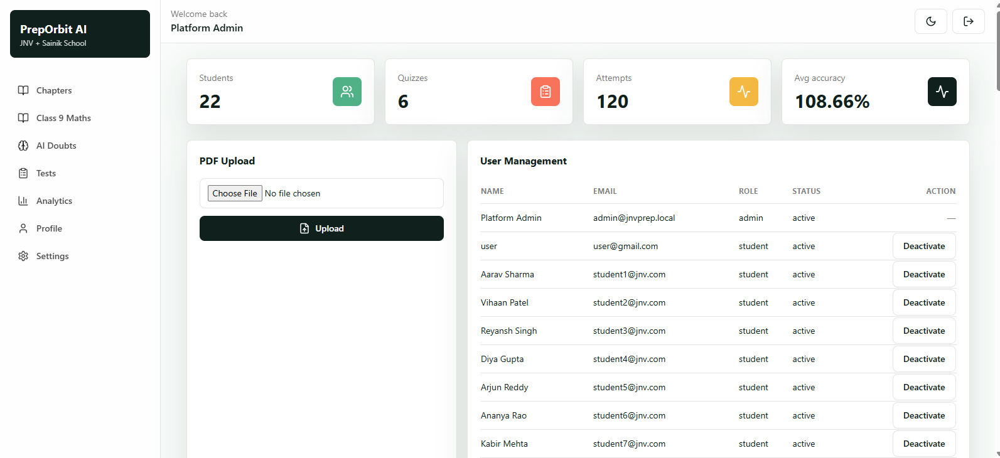 PrepOrbit AI
JNV + Sainik School
Chapters
Class 9 Maths
AI Doubts
Tests
Analytics
Profile
Settings
Welcome back
Platform Admin
Students
22
Quizzes
6
Attempts
120
Avg accuracy
108.66%
PDF Upload
Choose File No file chosen
Upload
User Management
NAME EMAIL ROLE STATUS ACTION
Platform Admin admin@jnvprep.local admin active —
user user@gmail.com student active Deactivate
Aarav Sharma student1@jnv.com student active Deactivate
Vihaan Patel student2@jnv.com student active Deactivate
Reyansh Singh student3@jnv.com student active Deactivate
Diya Gupta student4@jnv.com student active Deactivate
Arjun Reddy student5@jnv.com student active Deactivate
Ananya Rao student6@jnv.com student active Deactivate
Kabir Mehta student7@jnv.com student active Deactivate